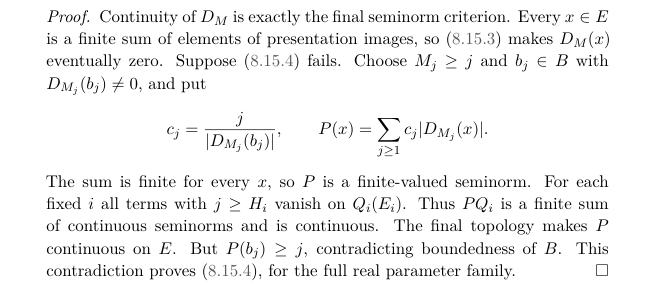 Proof. Continuity of D_M is exactly the final seminorm criterion. Every x ∈ E
is a finite sum of elements of presentation images, so (8.15.3) makes D_M(x)
eventually zero. Suppose (8.15.4) fails. Choose M_j ≥ j and b_j ∈ B with
D_{M_j}(b_j) ≠ 0, and put
c_j = j / |D_{M_j}(b_j)|, P(x) = ∑_{j≥1} c_j|D_{M_j}(x)|.
The sum is finite for every x, so P is a finite-valued seminorm. For each
fixed i all terms with j ≥ H_i vanish on Q_i(E_i). Thus PQ_i is a finite sum
of continuous seminorms and is continuous. The final topology makes P
continuous on E. But P(b_j) ≥ j, contradicting boundedness of B. This
contradiction proves (8.15.4), for the full real parameter family. □